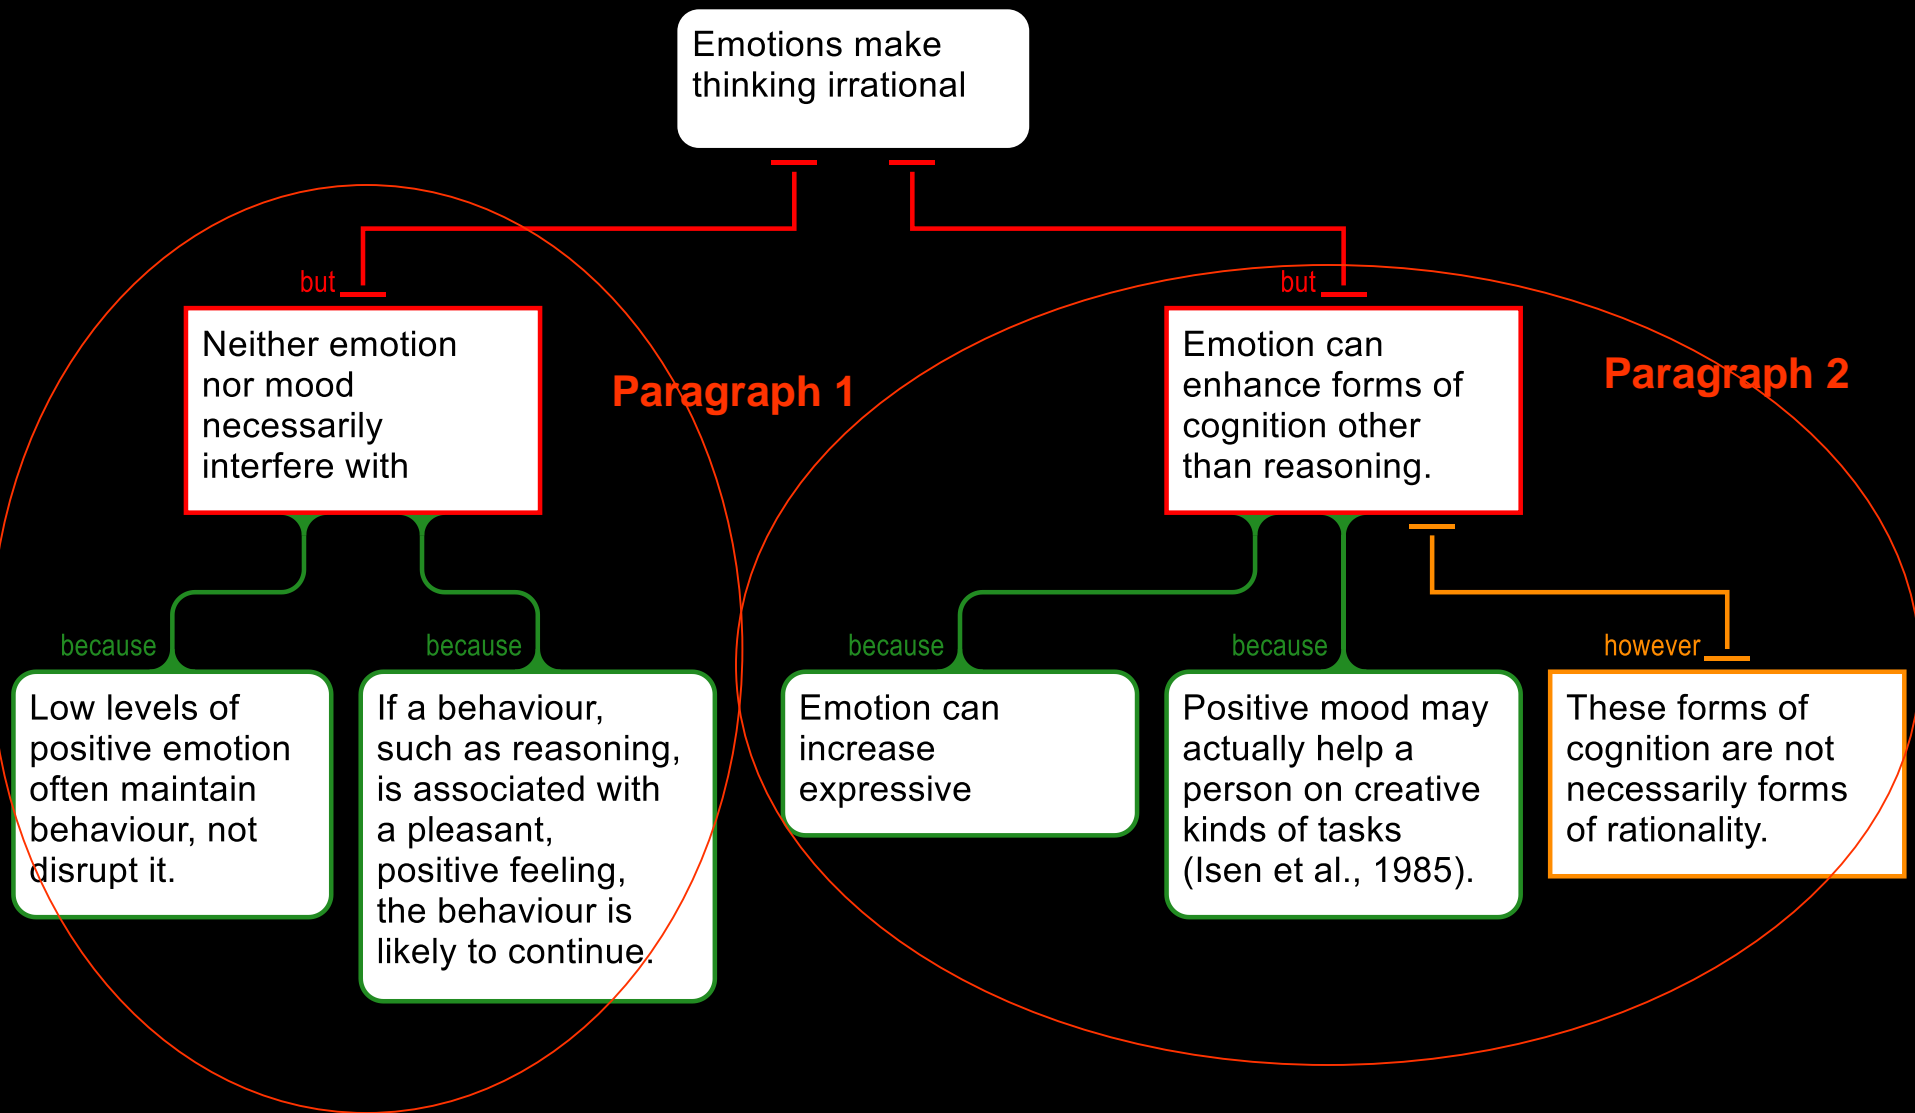 Emotions make
thinking irrational
but
Neither emotion
nor mood
necessarily
interfere with
Paragraph 1
because
Low levels of
positive emotion
often maintain
behaviour, not
disrupt it.
because
If a behaviour,
such as reasoning,
is associated with
a pleasant,
positive feeling,
the behaviour is
likely to continue.
but
Emotion can
enhance forms of
cognition other
than reasoning.
Paragraph 2
because
Emotion can
increase
expressive
because
Positive mood may
actually help a
person on creative
kinds of tasks
(Isen et al., 1985).
however
These forms of
cognition are not
necessarily forms
of rationality.